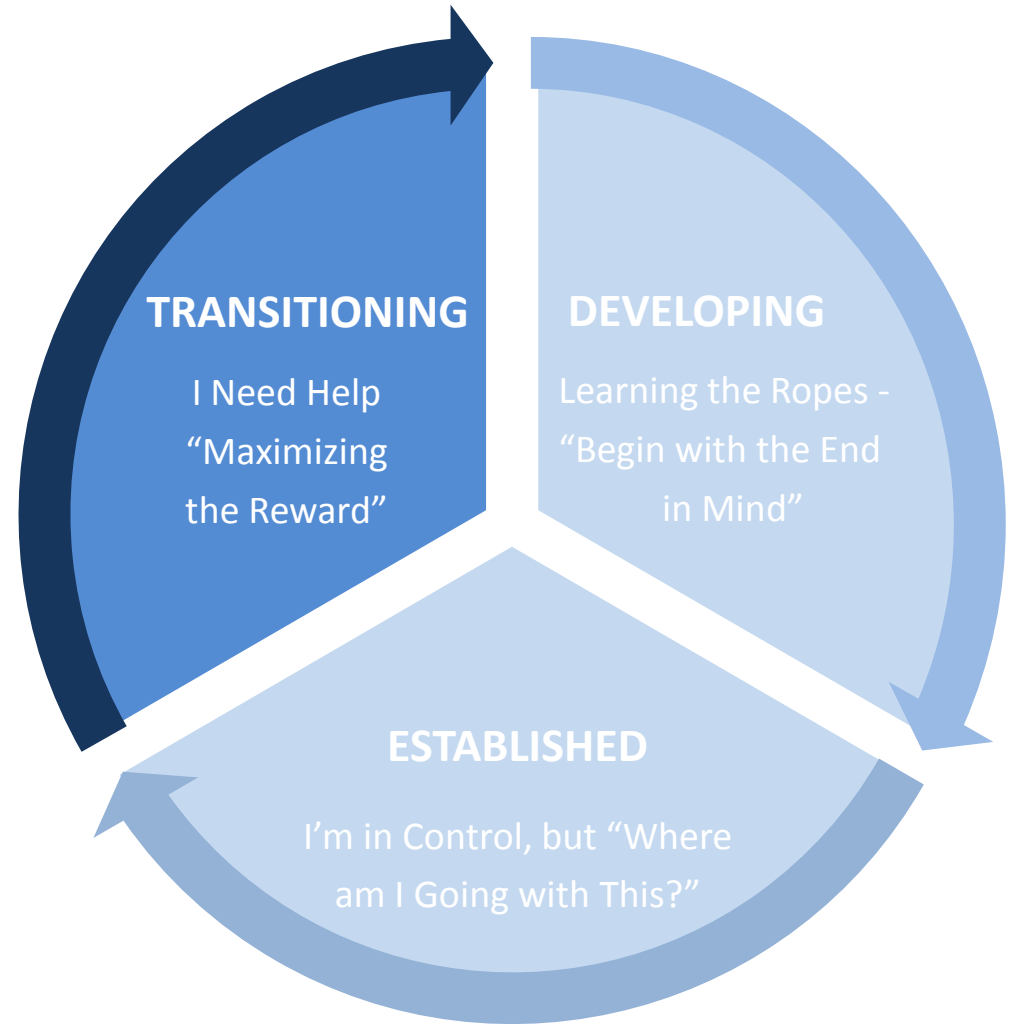 TRANSITIONING
I Need Help
“Maximizing
the Reward”
DEVELOPING
Learning the Ropes -
“Begin with the End
in Mind”
ESTABLISHED
I’m in Control, but “Where
am I Going with This?”